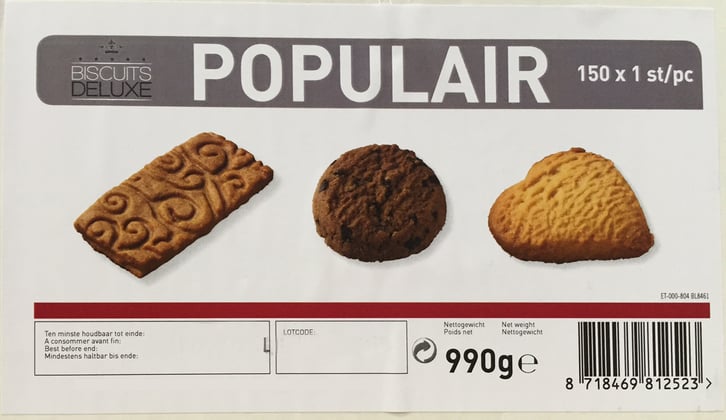 BISCUITS
DELUXE
POPULAIR
150 x 1 st/pc
ET-000-804 BL8461
Ten minste houdbaar tot einde:
A consommer avant fin:
Best before end:
Mindestens haltbar bis ende:
LOTCODE:
Nettogewicht Net weight
Poids net Nettogewicht
990g℮
8 718469 812523 >